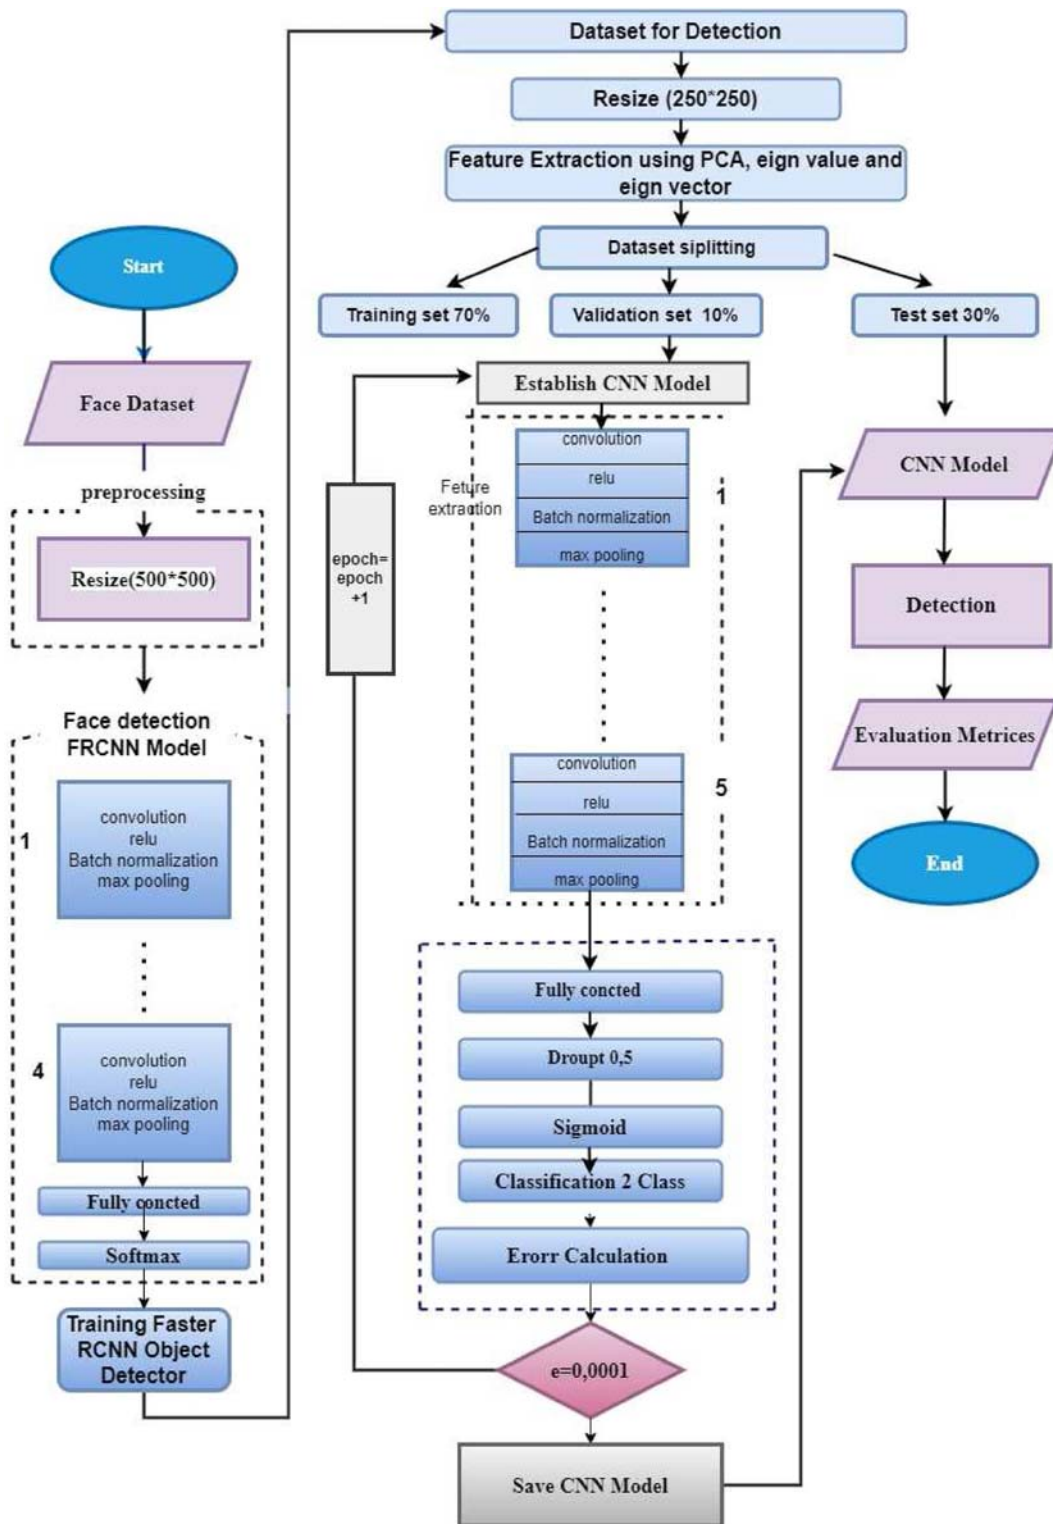 Start
Face Dataset
preprocessing
Resize(500*500)
Face detection
FRCNN Model
1
convolution
relu
Batch normalization
max pooling
4
convolution
relu
Batch normalization
max pooling
Fully concted
Softmax
Training Faster
RCNN Object
Detector
Dataset for Detection
Resize (250*250)
Feature Extraction using PCA, eign value and
eign vector
Dataset siplitting
Training set 70%
Validation set 10%
Test set 30%
Establish CNN Model
Feture
extraction
convolution
relu
Batch normalization
max pooling
1
epoch=
epoch
+1
convolution
relu
Batch normalization
max pooling
5
Fully concted
Droupt 0,5
Sigmoid
Classification 2 Class
Erorr Calculation
e=0,0001
Save CNN Model
CNN Model
Detection
Evaluation Metrices
End